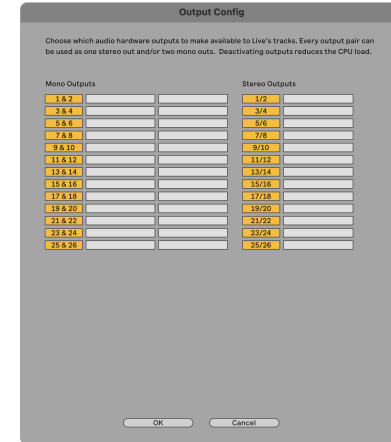 Output Config
Choose which audio hardware outputs to make available to Live's tracks. Every output pair can
be used as one stereo out and/or two mono outs. Deactivating outputs reduces the CPU load.
Mono Outputs Stereo Outputs
1 & 2 1/2
3 & 4 3/4
5 & 6 5/6
7 & 8 7/8
9 & 10 9/10
11 & 12 11/12
13 & 14 13/14
15 & 16 15/16
17 & 18 17/18
19 & 20 19/20
21 & 22 21/22
23 & 24 23/24
25 & 26 25/26
OK Cancel